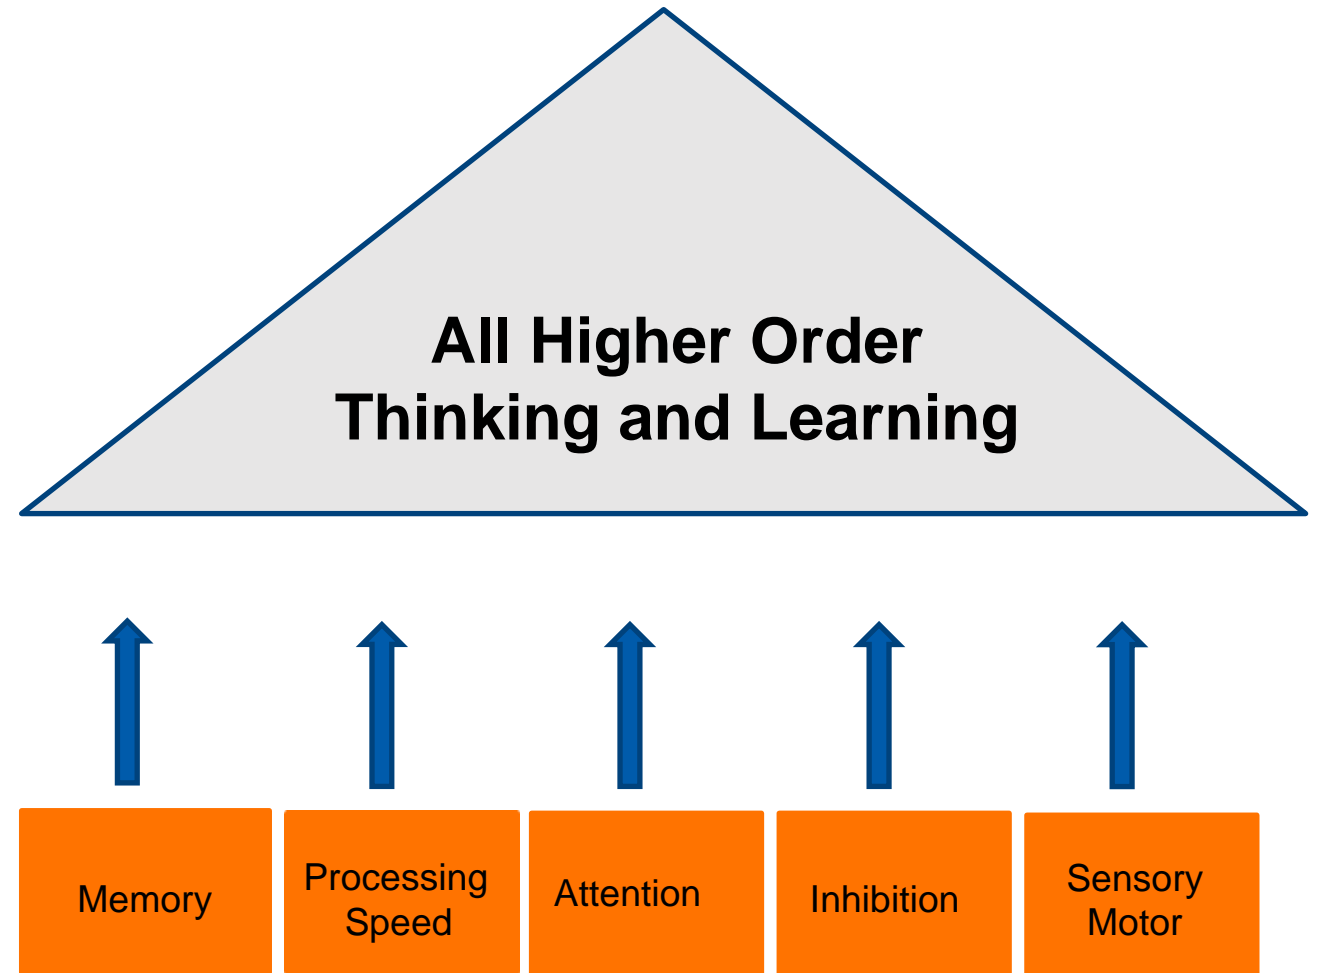 All Higher Order
Thinking and Learning
Memory
Processing
Speed
Attention
Inhibition
Sensory
Motor